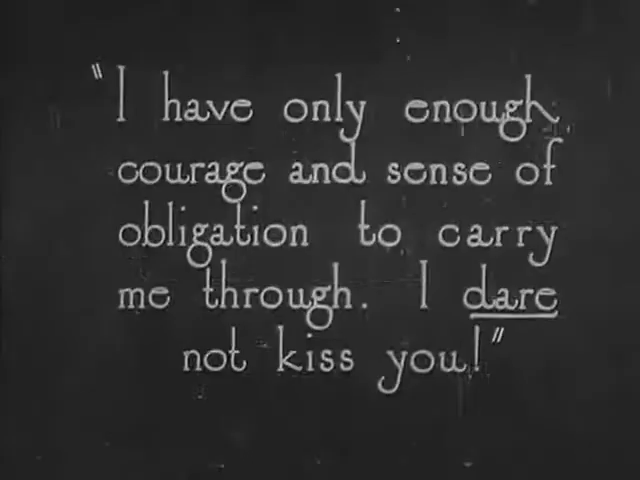 "I have only enough
courage and sense of
obligation to carry
me through. I dare
not kiss you!"